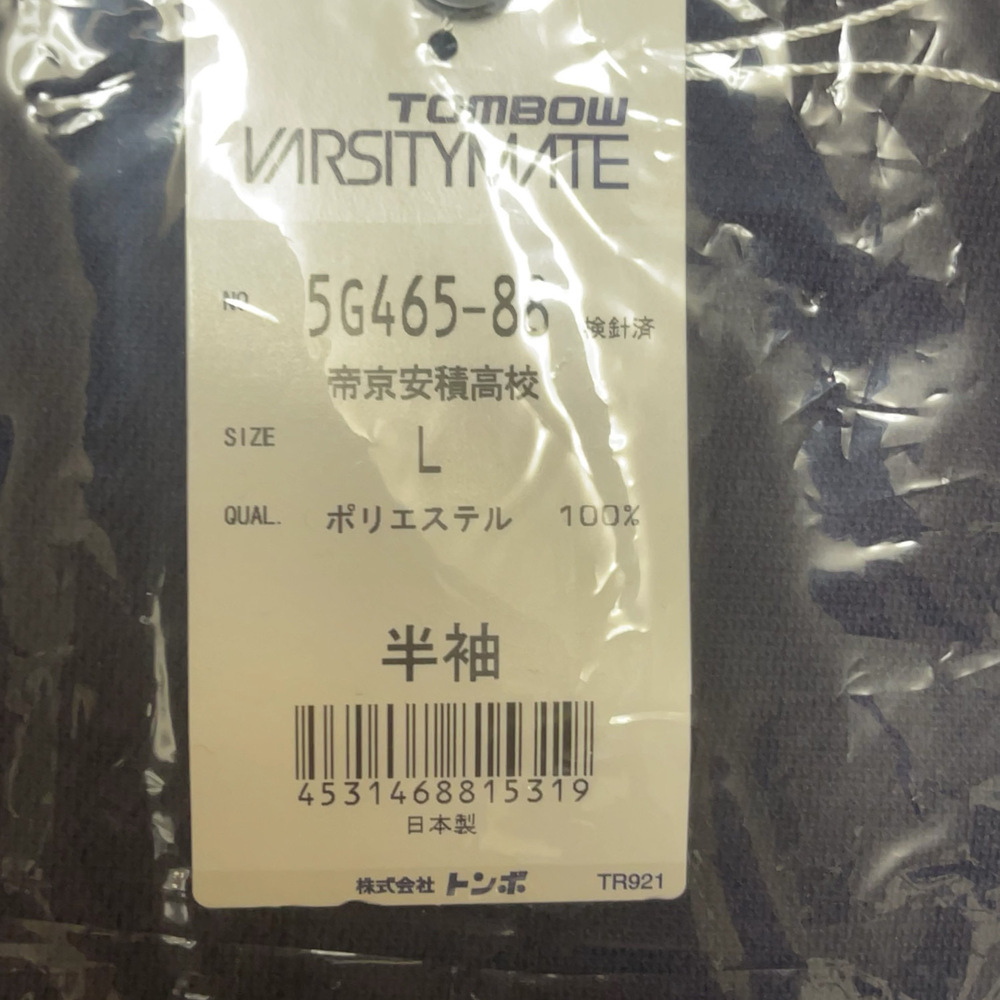 TOMBOW
VARSITYMATE
NO. 5G465-88 検針済
帝京安積高校
SIZE L
QUAL. ポリエステル 100%
半袖
4531468815319
日本製
株式会社 トンボ TR921